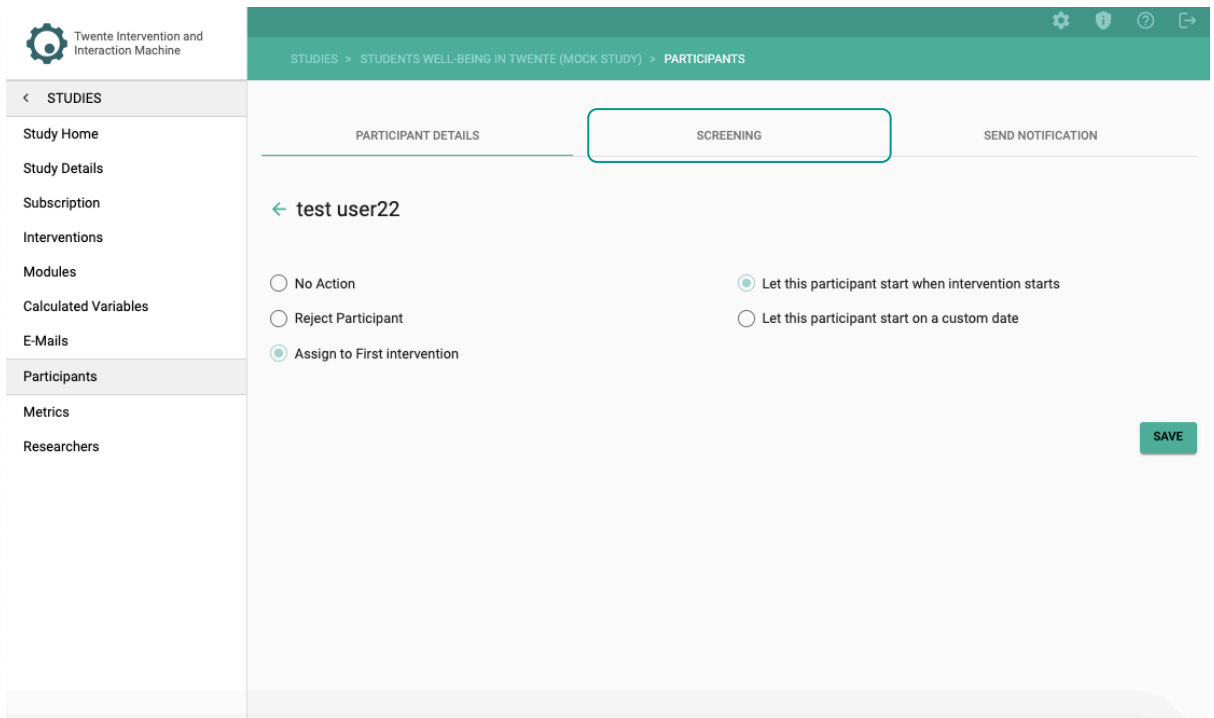 Twente Intervention and
Interaction Machine
STUDIES > STUDENTS WELL-BEING IN TWENTE (MOCK STUDY) > PARTICIPANTS
< STUDIES
Study Home
Study Details
Subscription
Interventions
Modules
Calculated Variables
E-Mails
Participants
Metrics
Researchers
PARTICIPANT DETAILS
SCREENING
SEND NOTIFICATION
← test user22
No Action
Reject Participant
Assign to First intervention
Let this participant start when intervention starts
Let this participant start on a custom date
SAVE